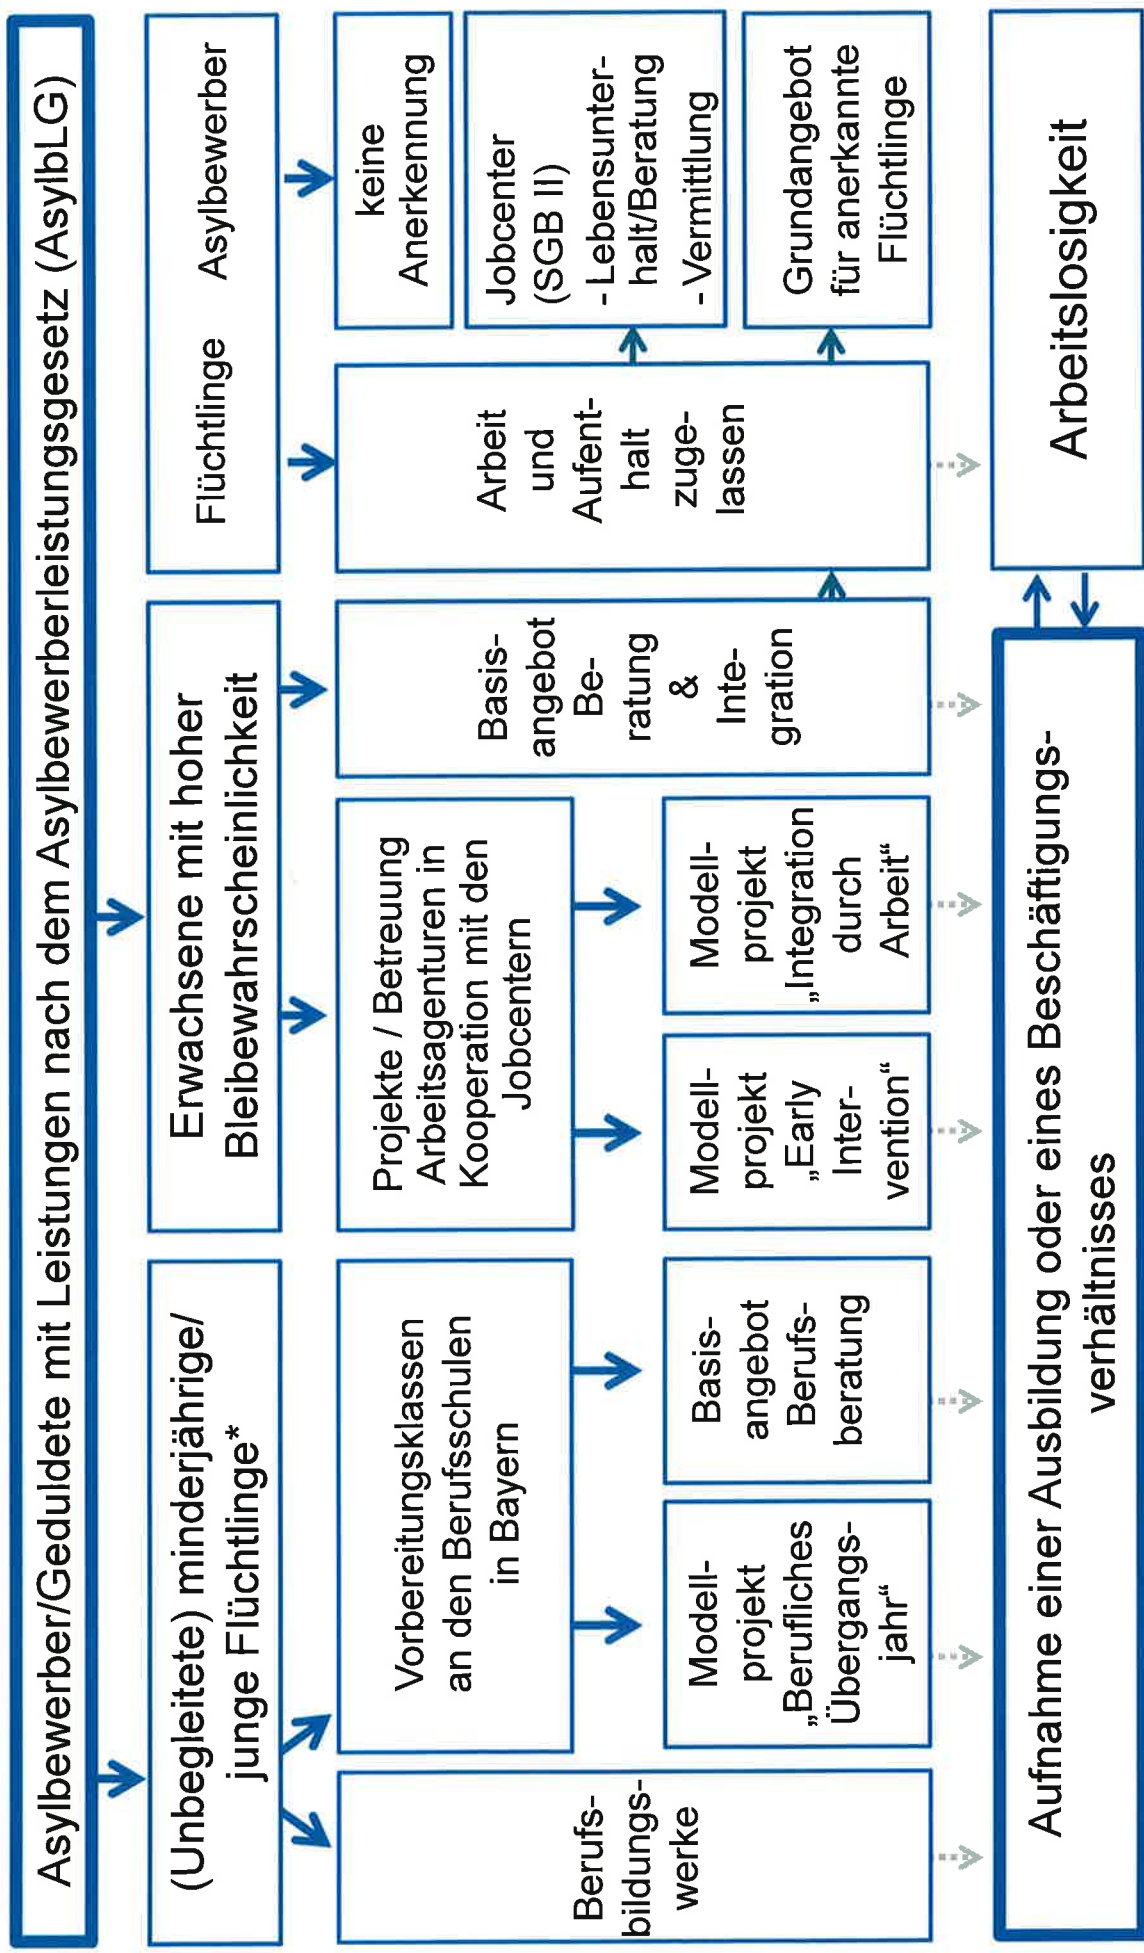 Asylbewerber/Geduldete mit Leistungen nach dem Asylbewerberleistungsgesetz (AsylbLG)
(Unbegleitete) minderjährige/
junge Flüchtlinge*
Erwachsene mit hoher
Bleibewahrscheinlichkeit
Flüchtlinge Asylbewerber
Berufs-
bildungs-
werke
Vorbereitungsklassen
an den Berufsschulen
in Bayern
Projekte / Betreuung
Arbeitsagenturen in
Kooperation mit den
Jobcentern
Basis-
angebot
Be-
ratung
&
Inte-
gration
Arbeit
und
Aufent-
halt
zuge-
lassen
keine
Anerkennung
Jobcenter
(SGB II)
- Lebensunter-
halt/Beratung
- Vermittlung
Grundangebot
für anerkannte
Flüchtlinge
Modell-
projekt
„Berufliches
Übergangs-
jahr“
Basis-
angebot
Berufs-
beratung
Modell-
projekt
„Early
Inter-
vention“
Modell-
projekt
„Integration
durch
Arbeit“
Aufnahme einer Ausbildung oder eines Beschäftigungs-
verhältnisses
Arbeitslosigkeit